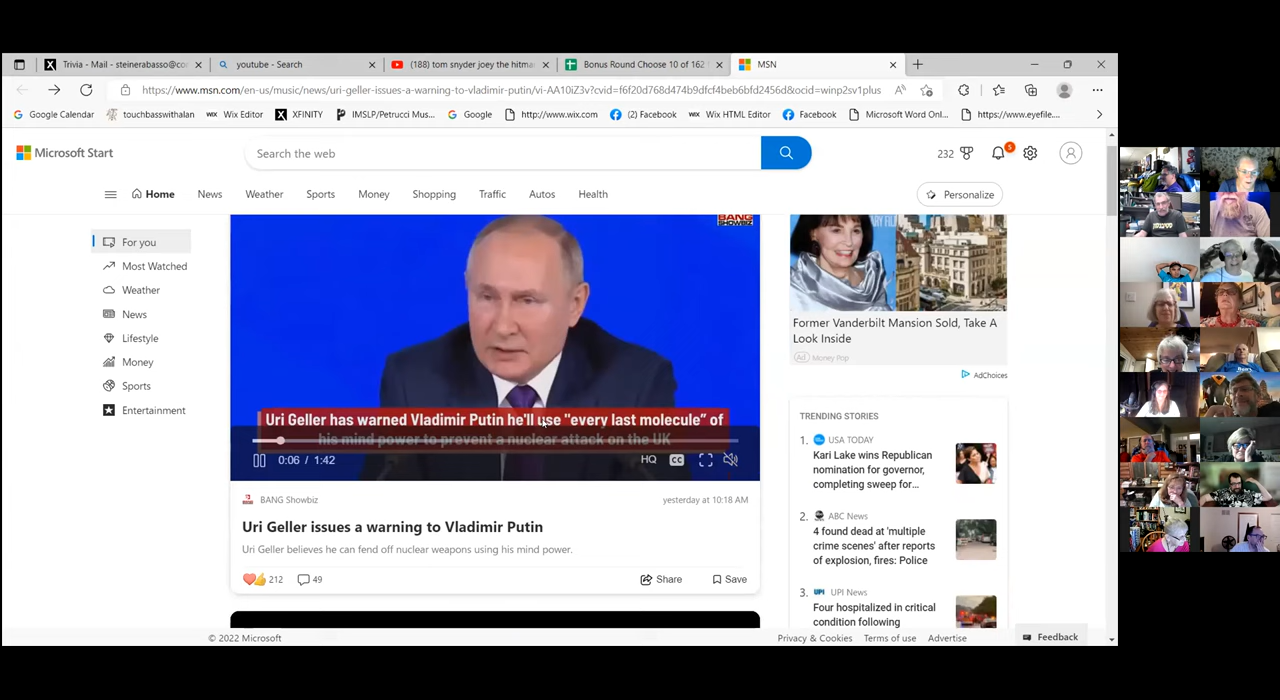 Trivia - Mail - steinerabasso@co
youtube - Search
(188) tom snyder joey the hitma
Bonus Round Choose 10 of 162
MSN
https://www.msn.com/en-us/music/news/uri-geller-issues-a-warning-to-vladimir-putin/vi-AA10iZ3v?cvid=f6f20d768d474b9dfcf4beb6bfd2456d&ocid=winp2sv1plus
Google Calendar
touchbasswithalan
WIX Wix Editor
X XFINITY
IMSLP/Petrucci Mus...
Google
http://www.wix.com
(2) Facebook
WIX Wix HTML Editor
Facebook
Microsoft Word Onl...
https://www.eyefile....
Microsoft Start
Search the web
232
5
Home
News
Weather
Sports
Money
Shopping
Traffic
Autos
Health
Personalize
For you
Most Watched
Weather
News
Lifestyle
Money
Sports
Entertainment
BANG
SHOWBIZ
Uri Geller has warned Vladimir Putin he'll use "every last molecule" of
his mind power to prevent a nuclear attack on the UK
0:06 / 1:42
HQ
CC
BANG Showbiz
yesterday at 10:18 AM
Uri Geller issues a warning to Vladimir Putin
Uri Geller believes he can fend off nuclear weapons using his mind power.
212
49
Share
Save
Former Vanderbilt Mansion Sold, Take A
Look Inside
Ad Money Pop
AdChoices
TRENDING STORIES
1. USA TODAY
Kari Lake wins Republican
nomination for governor,
completing sweep for...
2. ABC News
4 found dead at 'multiple
crime scenes' after reports
of explosion, fires: Police
3. UPI UPI News
Four hospitalized in critical
condition following
© 2022 Microsoft
Privacy & Cookies
Terms of use
Advertise
Feedback